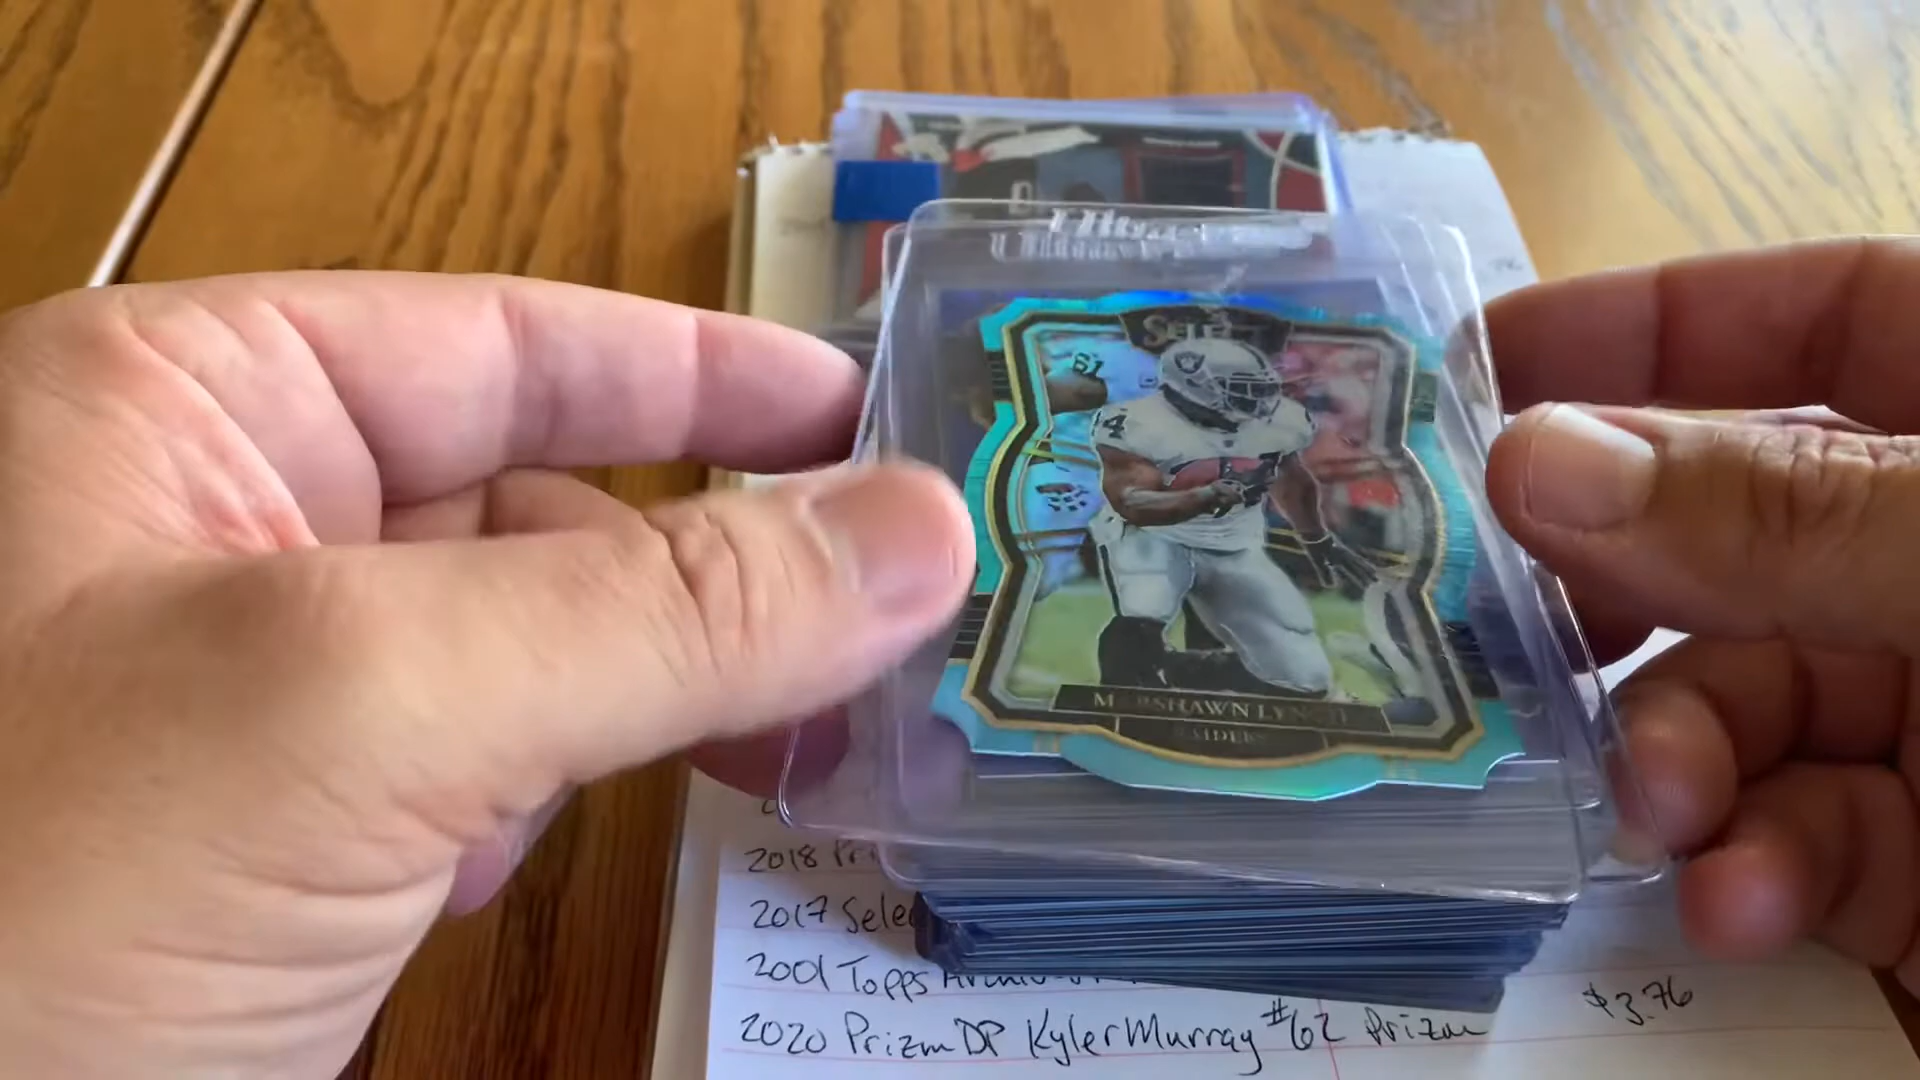 SELECT
MARSHAWN LYNCH
RAIDERS
2018 Pri
2017 Selec
2001 Topps Archiv
2020 Prizm DP Kyler Murray #62 Prizm
$3.76